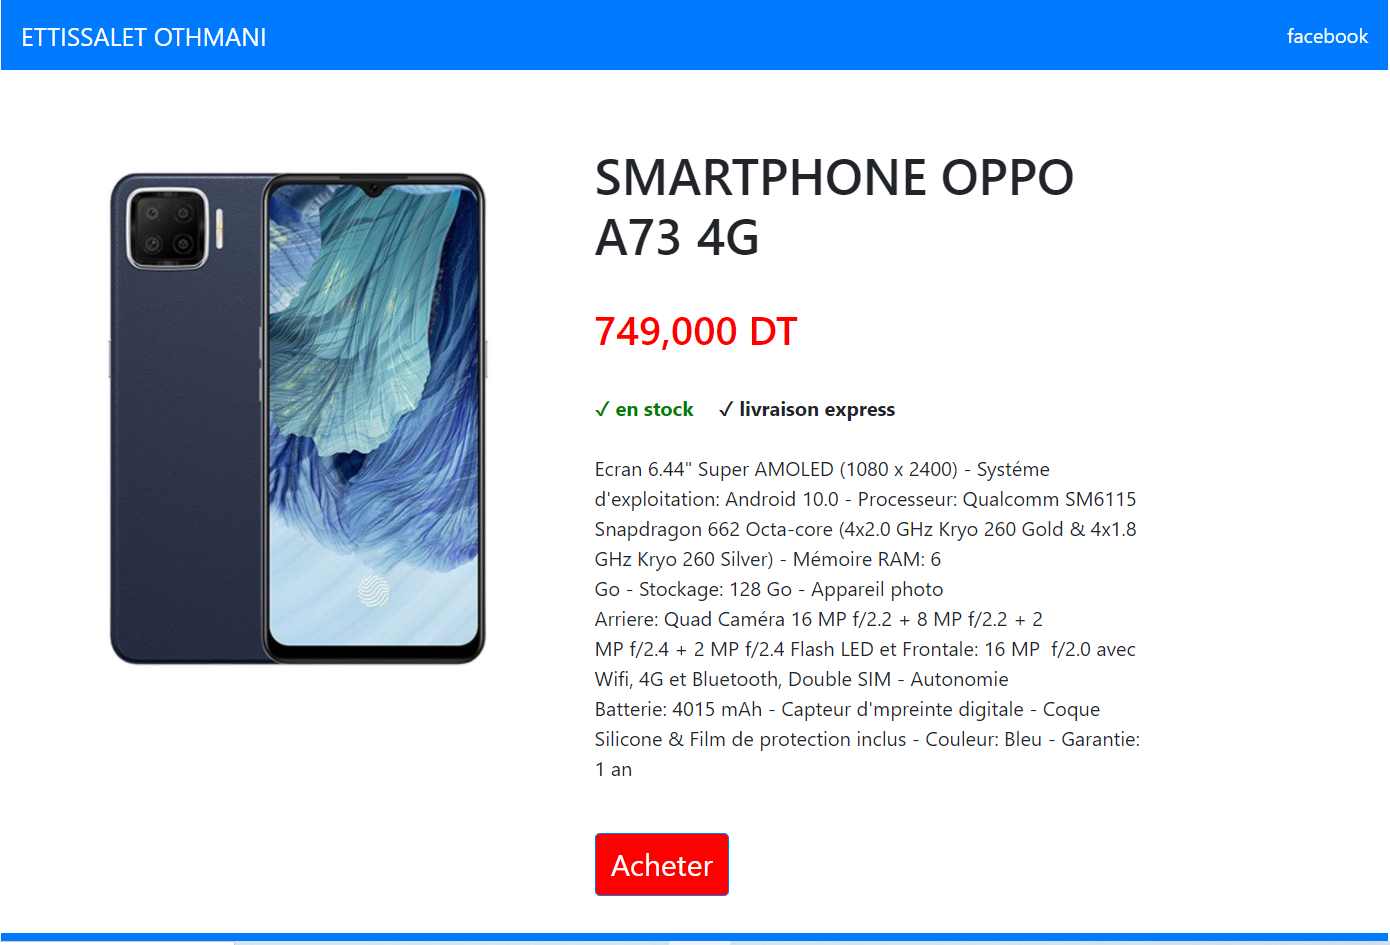 ETTISSALET OTHMANI
facebook
SMARTPHONE OPPO
A73 4G
749,000 DT
✓ en stock ✓ livraison express
Ecran 6.44" Super AMOLED (1080 x 2400) - Systéme
d'exploitation: Android 10.0 - Processeur: Qualcomm SM6115
Snapdragon 662 Octa-core (4x2.0 GHz Kryo 260 Gold & 4x1.8
GHz Kryo 260 Silver) - Mémoire RAM: 6
Go - Stockage: 128 Go - Appareil photo
Arriere: Quad Caméra 16 MP f/2.2 + 8 MP f/2.2 + 2
MP f/2.4 + 2 MP f/2.4 Flash LED et Frontale: 16 MP  f/2.0 avec
Wifi, 4G et Bluetooth, Double SIM - Autonomie
Batterie: 4015 mAh - Capteur d'mpreinte digitale - Coque
Silicone & Film de protection inclus - Couleur: Bleu - Garantie:
1 an
Acheter